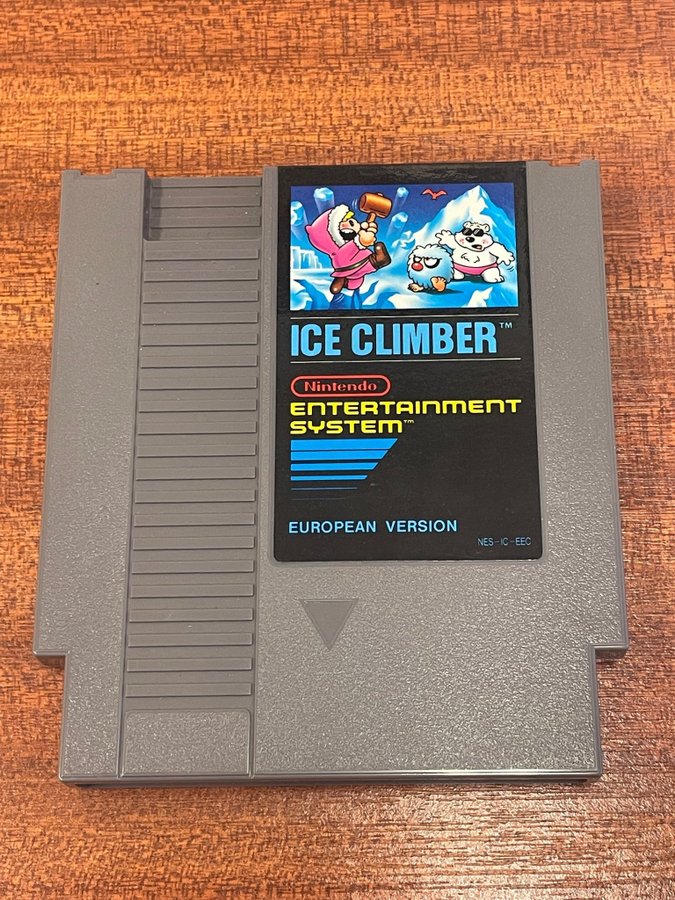 ICE CLIMBER™
Nintendo
ENTERTAINMENT
SYSTEM™
EUROPEAN VERSION
NES-IC-EEC